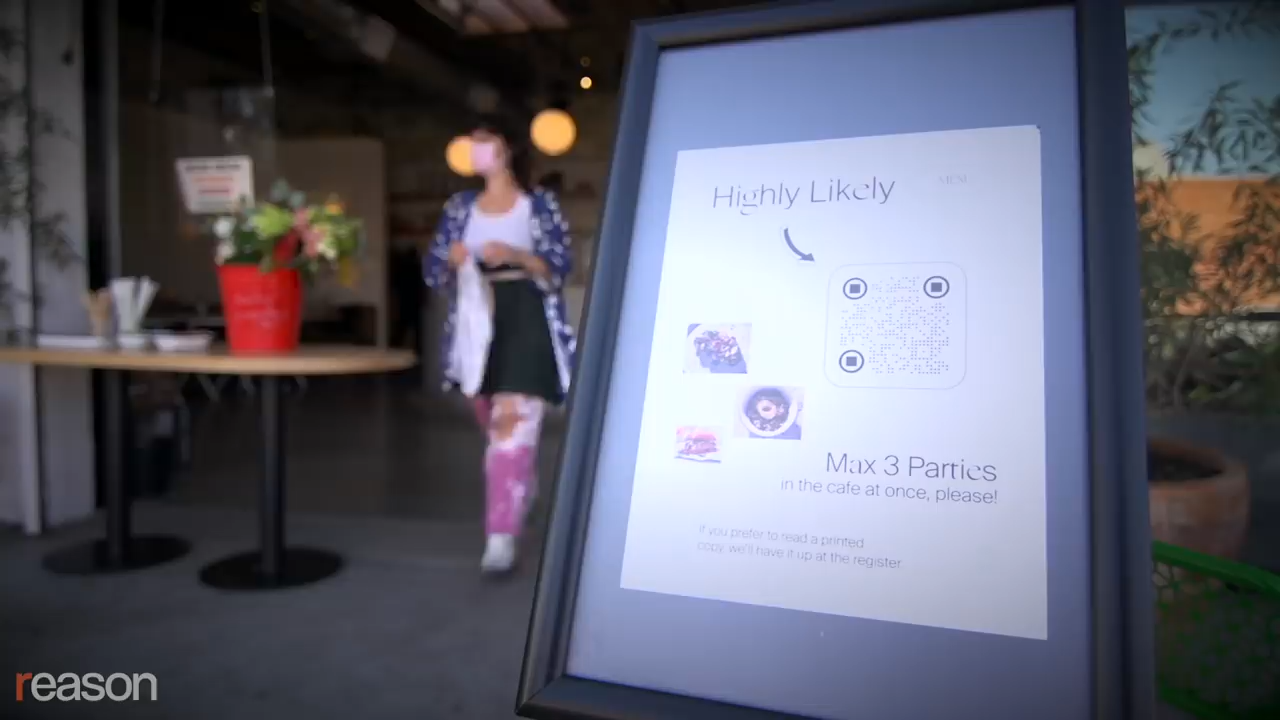 Highly Likely
MENU
Max 3 Parties
in the cafe at once, please!
If you prefer to read a printed
copy, we'll have it up at the register
reason